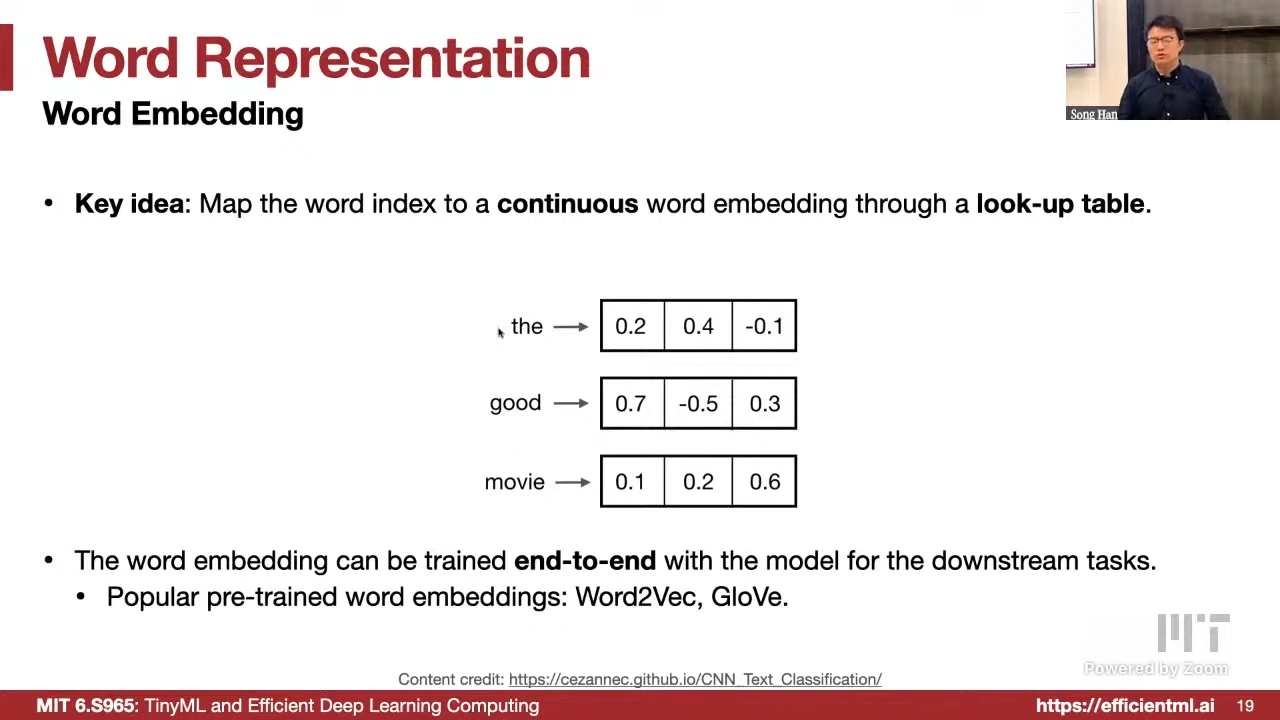 Word Representation
Word Embedding
Song Han
• Key idea: Map the word index to a continuous word embedding through a look-up table.
the 0.2 0.4 -0.1
good 0.7 -0.5 0.3
movie 0.1 0.2 0.6
• The word embedding can be trained end-to-end with the model for the downstream tasks.
• Popular pre-trained word embeddings: Word2Vec, GloVe.
MIT
Powered by Zoom
Content credit: https://cezannec.github.io/CNN_Text_Classification/
MIT 6.S965: TinyML and Efficient Deep Learning Computing
https://efficientml.ai 19